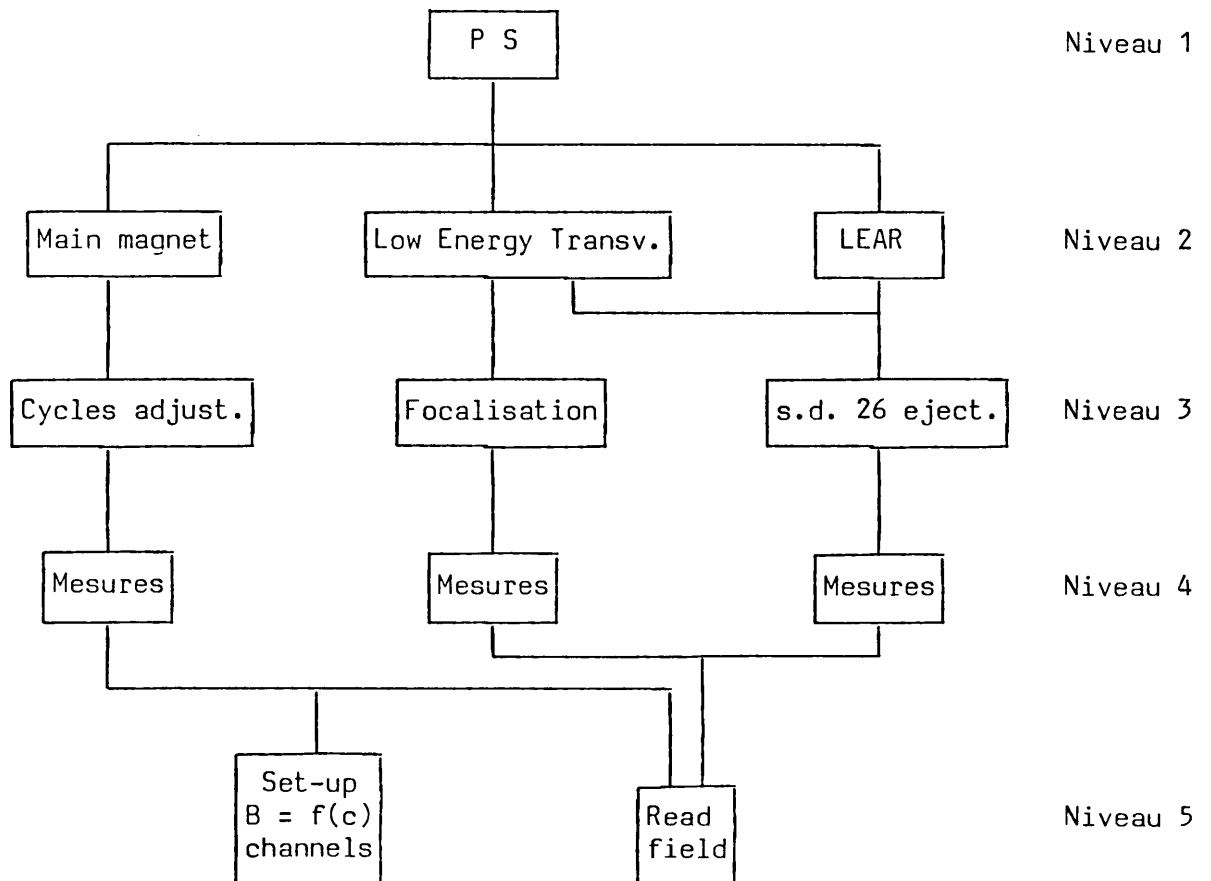 P S
Niveau 1
Main magnet
Low Energy Transv.
LEAR
Niveau 2
Cycles adjust.
Focalisation
s.d. 26 eject.
Niveau 3
Mesures
Mesures
Mesures
Niveau 4
Set-up
B = f(c)
channels
Read
field
Niveau 5